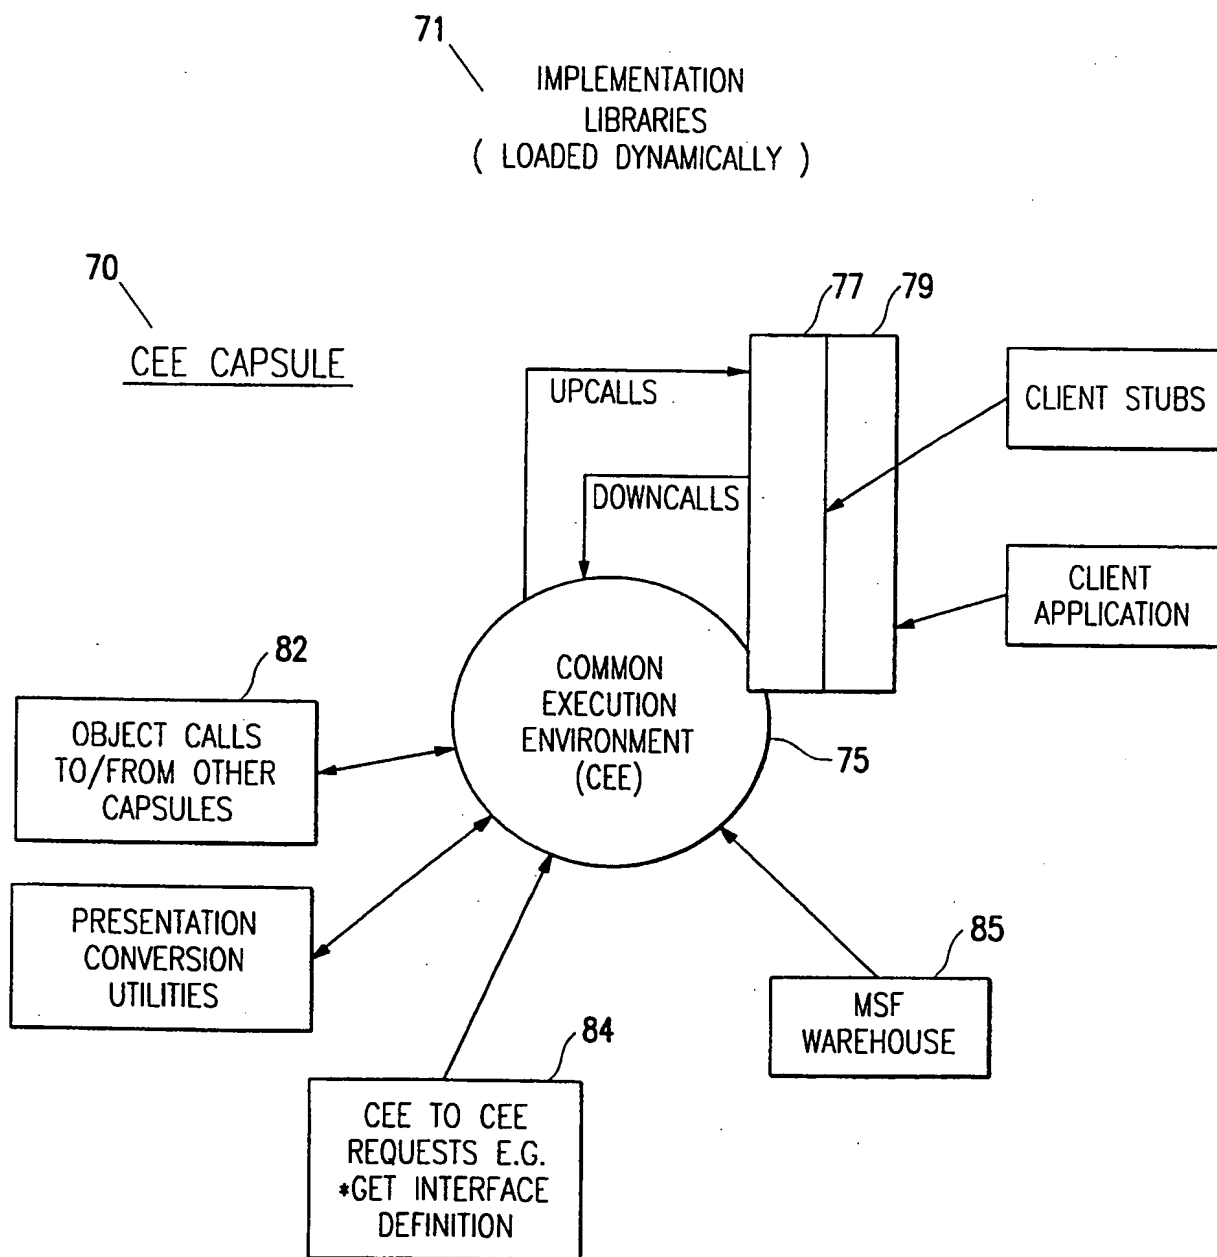 71
IMPLEMENTATION
LIBRARIES
( LOADED DYNAMICALLY )
70
CEE CAPSULE
77
79
UPCALLS
DOWNCALLS
CLIENT STUBS
CLIENT
APPLICATION
COMMON
EXECUTION
ENVIRONMENT
(CEE)
75
82
OBJECT CALLS
TO/FROM OTHER
CAPSULES
PRESENTATION
CONVERSION
UTILITIES
84
CEE TO CEE
REQUESTS E.G.
*GET INTERFACE
DEFINITION
85
MSF
WAREHOUSE